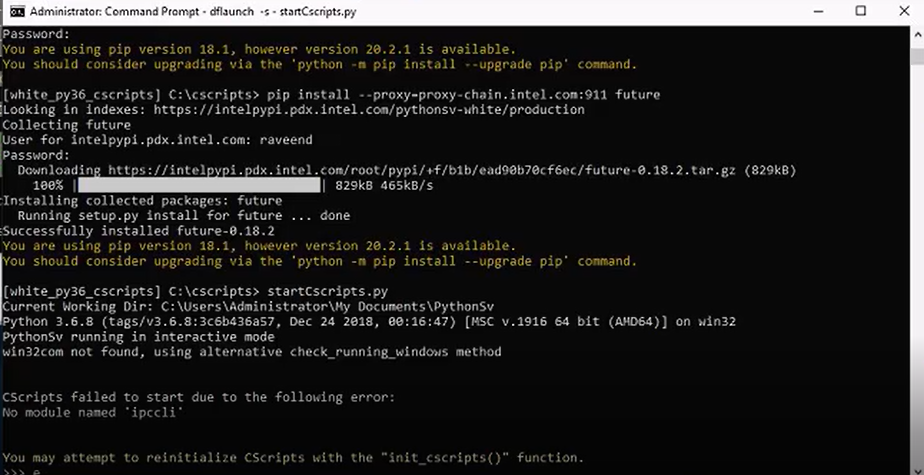 Administrator: Command Prompt - dflaunch -s - startCscripts.py
Password:
You are using pip version 18.1, however version 20.2.1 is available.
You should consider upgrading via the 'python -m pip install --upgrade pip' command.
[white_py36_cscripts] C:\cscripts> pip install --proxy=proxy-chain.intel.com:911 future
Looking in indexes: https://intelpypi.pdx.intel.com/pythonsv-white/production
Collecting future
User for intelpypi.pdx.intel.com: raveend
Password:
Downloading https://intelpypi.pdx.intel.com/root/pypi/+f/b1b/ead90b70cf6ec/future-0.18.2.tar.gz (829kB)
100% | | 829kB 465kB/s
Installing collected packages: future
Running setup.py install for future ... done
Successfully installed future-0.18.2
You are using pip version 18.1, however version 20.2.1 is available.
You should consider upgrading via the 'python -m pip install --upgrade pip' command.
[white_py36_cscripts] C:\cscripts> startCscripts.py
Current Working Dir: C:\Users\Administrator\My Documents\PythonSv
Python 3.6.8 (tags/v3.6.8:3c6b436a57, Dec 24 2018, 00:16:47) [MSC v.1916 64 bit (AMD64)] on win32
PythonSv running in interactive mode
win32com not found, using alternative check_running_windows method
CScripts failed to start due to the following error:
No module named 'ipccli'
You may attempt to reinitialize CScripts with the "init_cscripts()" function.
>>> e